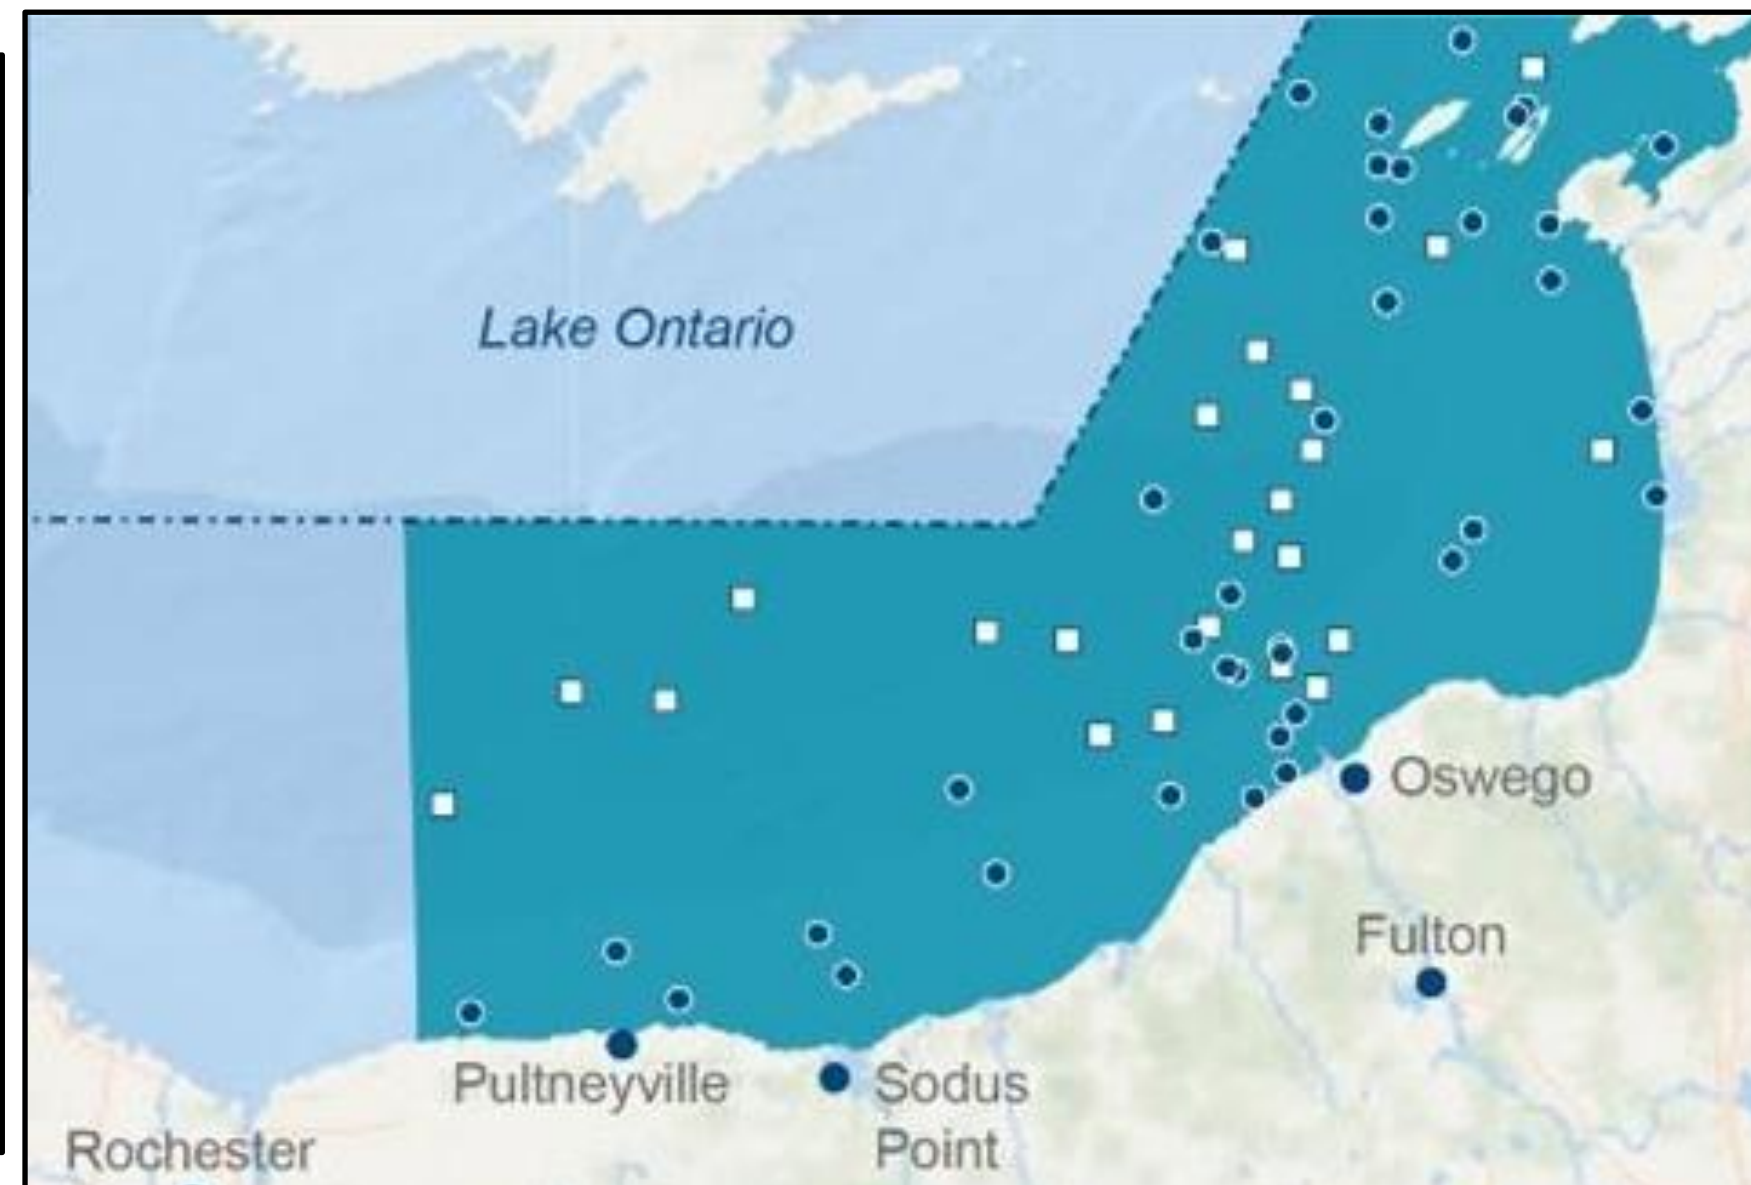 Lake Ontario
Oswego
Fulton
Pultneyville
Sodus
Point
Rochester